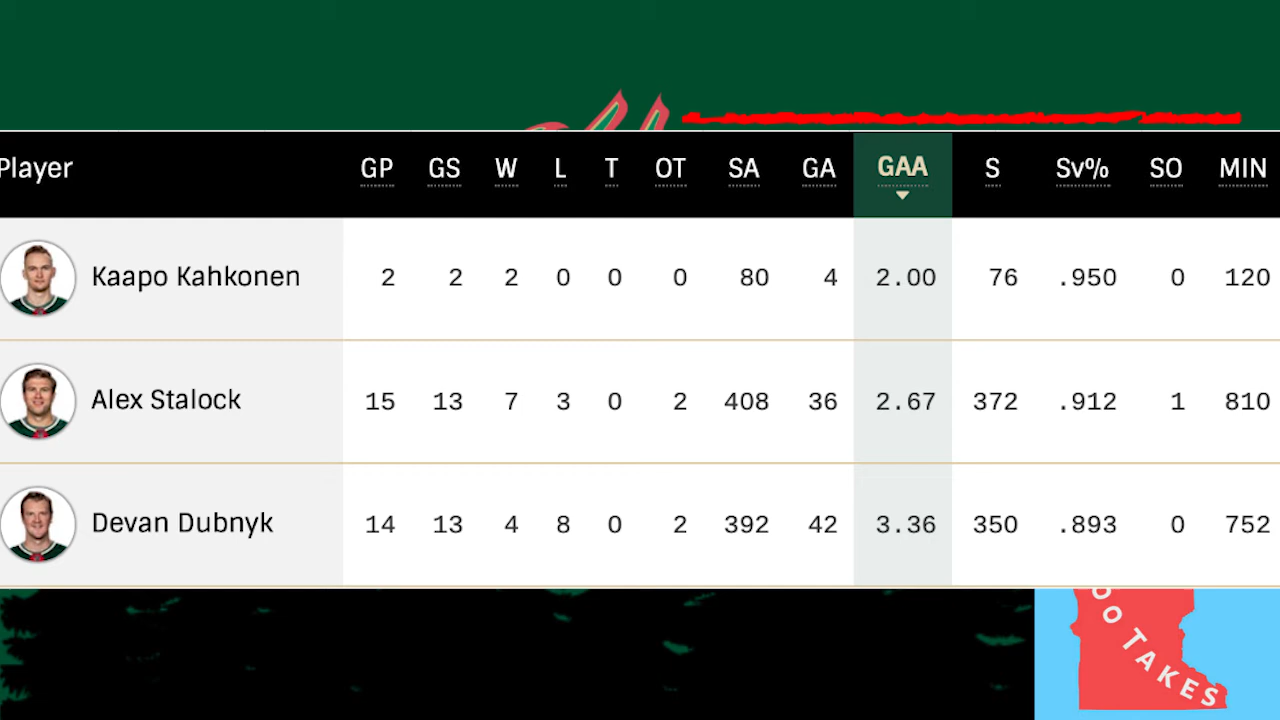 Player GP GS W L T OT SA GA GAA S Sv% SO MIN
Kaapo Kahkonen 2 2 2 0 0 0 80 4 2.00 76 .950 0 120
Alex Stalock 15 13 7 3 0 2 408 36 2.67 372 .912 1 810
Devan Dubnyk 14 13 4 8 0 2 392 42 3.36 350 .893 0 752
TAKES